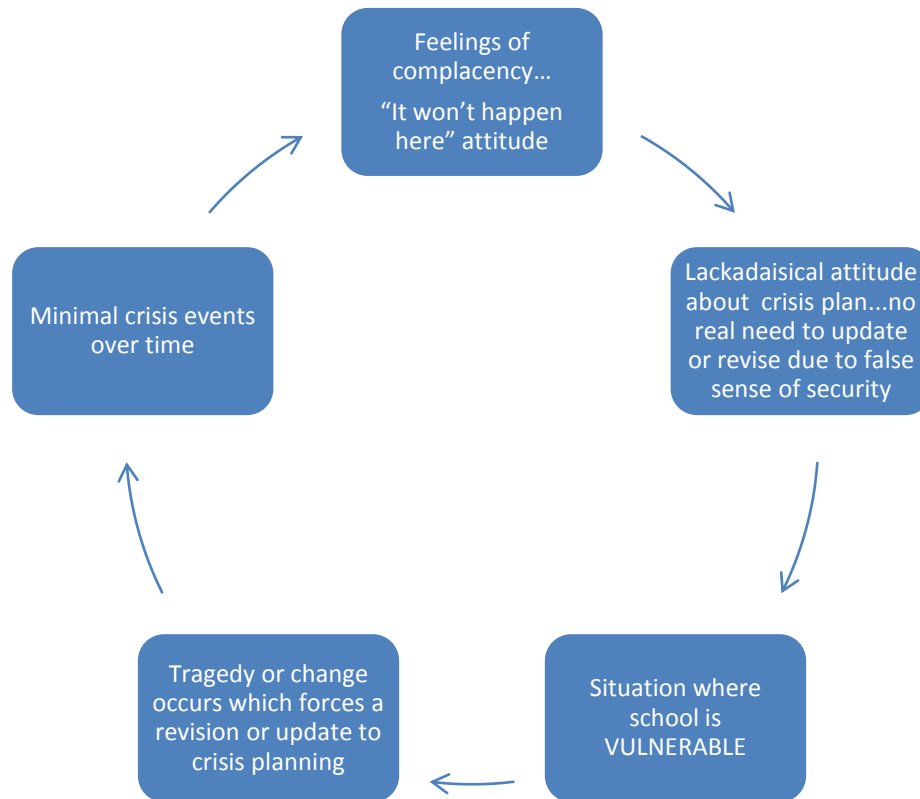 Feelings of
complacency…
“It won’t happen
here” attitude
Lackadaisical attitude
about crisis plan...no
real need to update
or revise due to false
sense of security
Situation where
school is
VULNERABLE
Tragedy or change
occurs which forces a
revision or update to
crisis planning
Minimal crisis events
over time